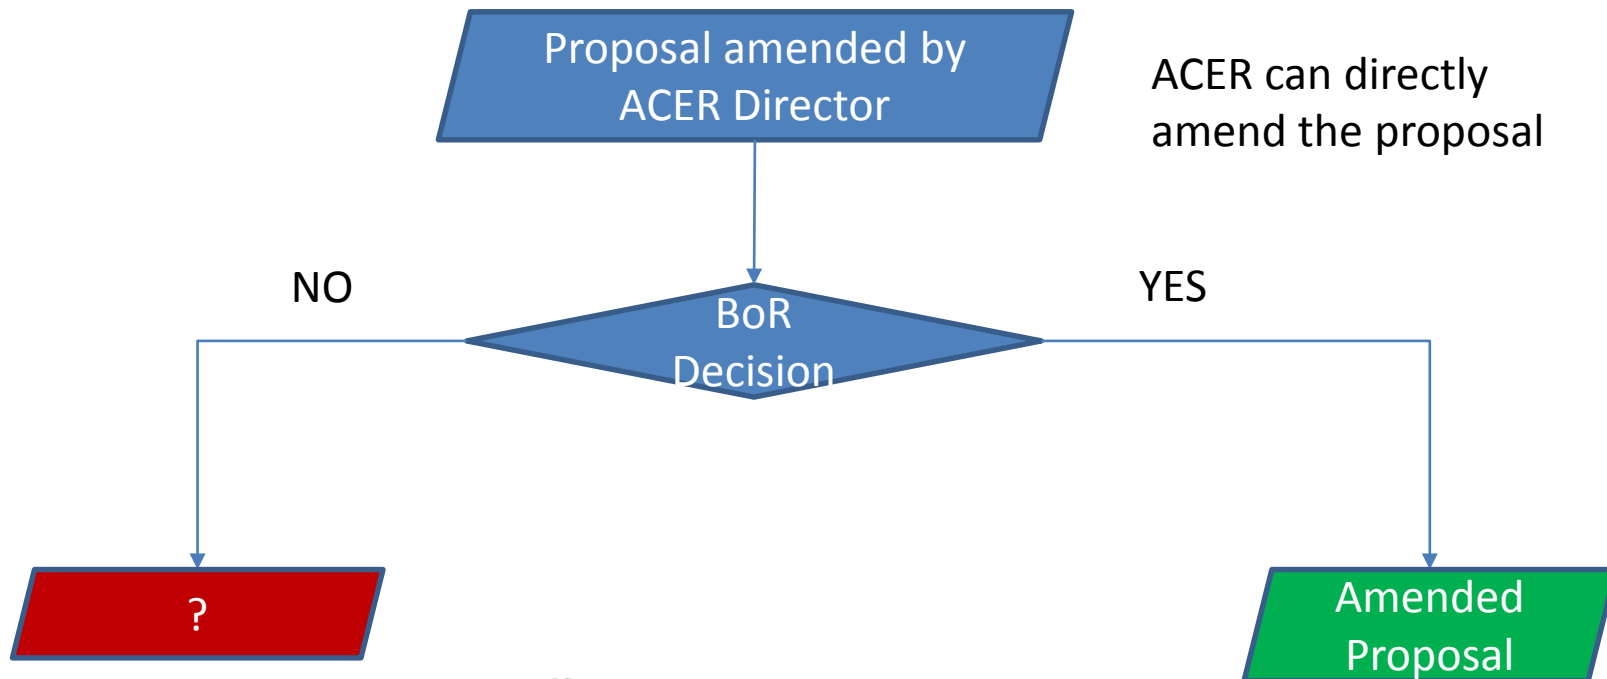 Proposal amended by
ACER Director
ACER can directly
amend the proposal
NO
YES
BoR
Decision
?
Amended
Proposal